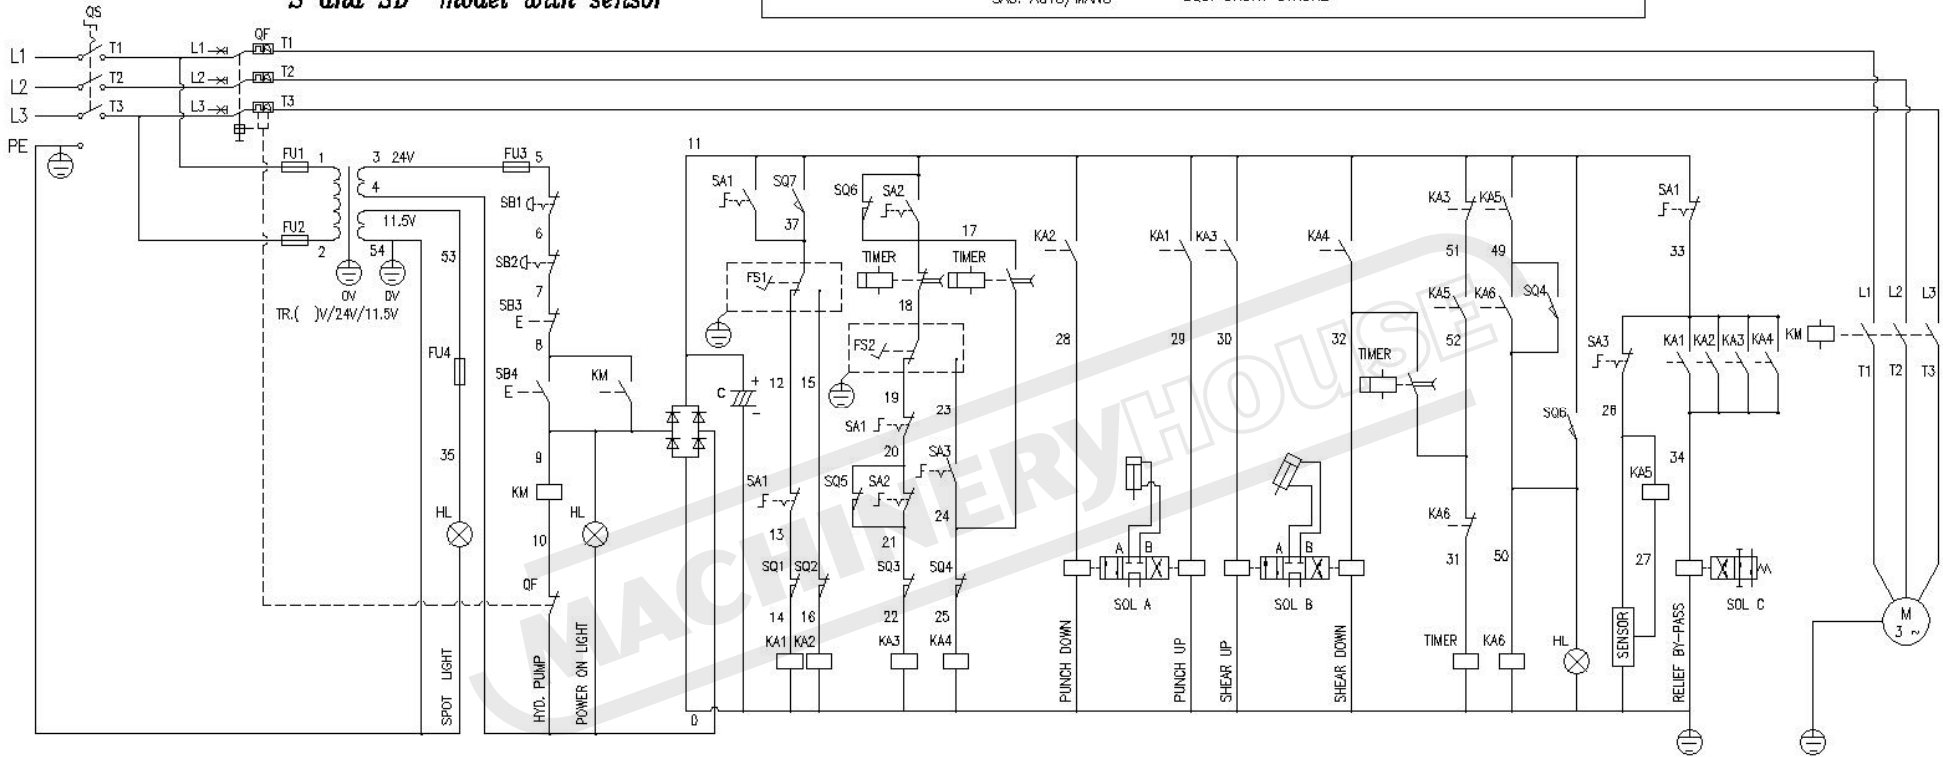 S and SD model with sensor
SA3: AUTO/MANU
QS
L1 T1 L1 QF T1
L2 T2 L2 T2
L3 T3 L3 T3
PE
FU1 1 3 24V FU3 5
4
FU2 2 11.5V
54
0V 0V
TR.( )V/24V/11.5V
53
FU4
35
HL
SPOT LIGHT
SB1
6
SB2
7
SB3 E
8
SB4 E KM
9
KM HL
10
QF
HYD. PUMP
POWER ON LIGHT
11
C + -
0
SA1 SQ7
37
FS1
12 15
SA1
13
SQ1 SQ2
14 16
KA1 KA2
SQ6 SA2
17
TIMER TIMER
18
FS2
19 23
SA1
20 SA3
SQ5 SA2
24
21
SQ3 SQ4
22 25
KA3 KA4
KA2
28
PUNCH DOWN
A B
SOL A
KA1 KA3
29 30
PUNCH UP
SHEAR UP
A B
SOL B
KA4
32
TIMER
SHEAR DOWN
KA3 KA5
51 49
KA5 KA6 SQ4
52
SQ6
KA6
31 50
TIMER KA6 HL
SA1
33
SA3 KA1 KA2 KA3 KA4
26
34
KA5
27
SENSOR
RELIEF BY-PASS
SOL C
L1 L2 L3
KM
T1 T2 T3
M
3 ~
MACHINERYHOUSE